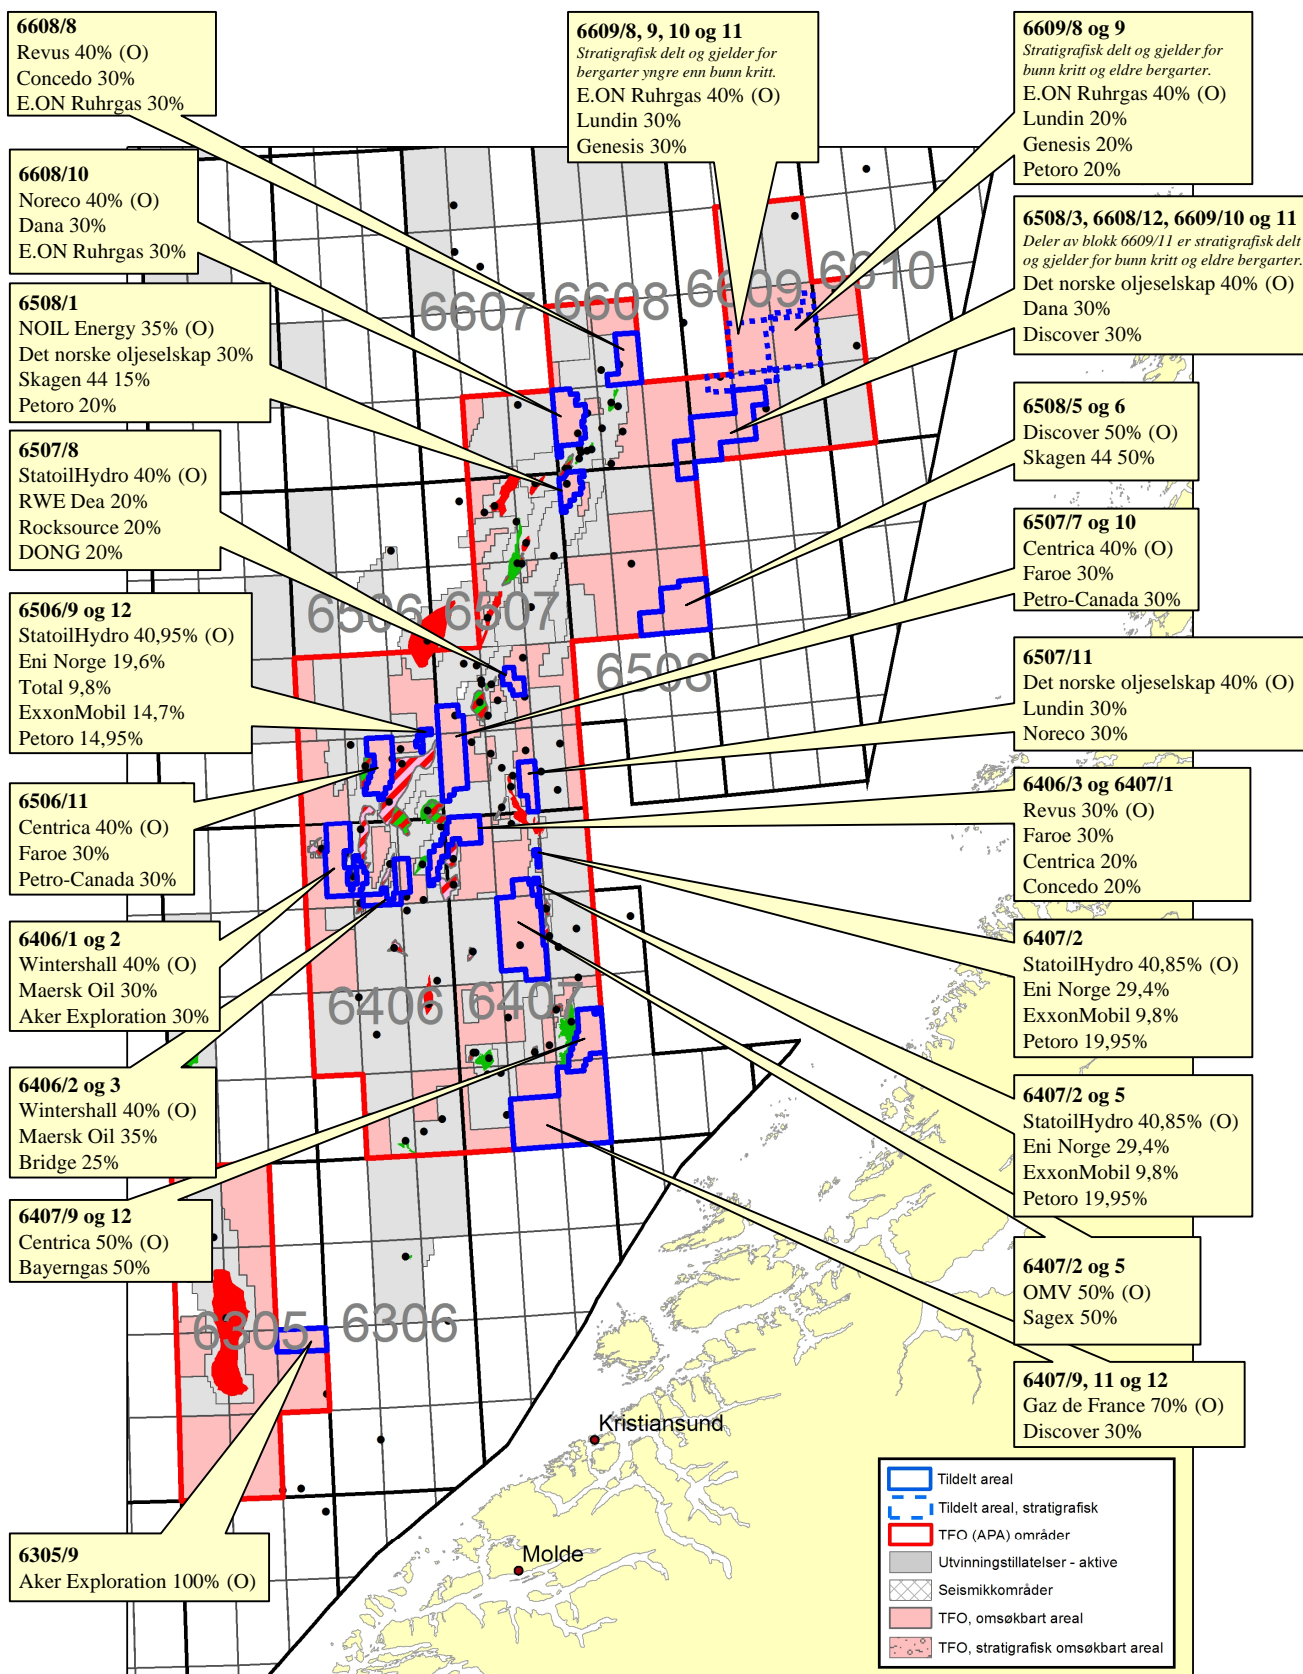 6608/8
Revus 40% (O)
Concedo 30%
E.ON Ruhrgas 30%
6608/10
Noreco 40% (O)
Dana 30%
E.ON Ruhrgas 30%
6508/1
NOIL Energy 35% (O)
Det norske oljeselskap 30%
Skagen 44 15%
Petoro 20%
6507/8
StatoilHydro 40% (O)
RWE Dea 20%
Rocksource 20%
DONG 20%
6506/9 og 12
StatoilHydro 40,95% (O)
Eni Norge 19,6%
Total 9,8%
ExxonMobil 14,7%
Petoro 14,95%
6506/11
Centrica 40% (O)
Faroe 30%
Petro-Canada 30%
6406/1 og 2
Wintershall 40% (O)
Maersk Oil 30%
Aker Exploration 30%
6406/2 og 3
Wintershall 40% (O)
Maersk Oil 35%
Bridge 25%
6407/9 og 12
Centrica 50% (O)
Bayerngas 50%
6305/9
Aker Exploration 100% (O)
6609/8, 9, 10 og 11
Stratigrafisk delt og gjelder for
bergarter yngre enn bunn kritt.
E.ON Ruhrgas 40% (O)
Lundin 30%
Genesis 30%
6609/8 og 9
Stratigrafisk delt og gjelder for
bunn kritt og eldre bergarter.
E.ON Ruhrgas 40% (O)
Lundin 20%
Genesis 20%
Petoro 20%
6508/3, 6608/12, 6609/10 og 11
Deler av blokk 6609/11 er stratigrafisk delt
og gjelder for bunn kritt og eldre bergarter.
Det norske oljeselskap 40% (O)
Dana 30%
Discover 30%
6508/5 og 6
Discover 50% (O)
Skagen 44 50%
6507/7 og 10
Centrica 40% (O)
Faroe 30%
Petro-Canada 30%
6507/11
Det norske oljeselskap 40% (O)
Lundin 30%
Noreco 30%
6406/3 og 6407/1
Revus 30% (O)
Faroe 30%
Centrica 20%
Concedo 20%
6407/2
StatoilHydro 40,85% (O)
Eni Norge 29,4%
ExxonMobil 9,8%
Petoro 19,95%
6407/2 og 5
StatoilHydro 40,85% (O)
Eni Norge 29,4%
ExxonMobil 9,8%
Petoro 19,95%
6407/2 og 5
OMV 50% (O)
Sagex 50%
6407/9, 11 og 12
Gaz de France 70% (O)
Discover 30%
6607
6608
6609
6610
6506
6507
6508
6406
6407
6305
6306
Kristiansund
Molde
Tildelt areal
Tildelt areal, stratigrafisk
TFO (APA) områder
Utvinningstillatelser - aktive
Seismikkområder
TFO, omsøkbart areal
TFO, stratigrafisk omsøkbart areal